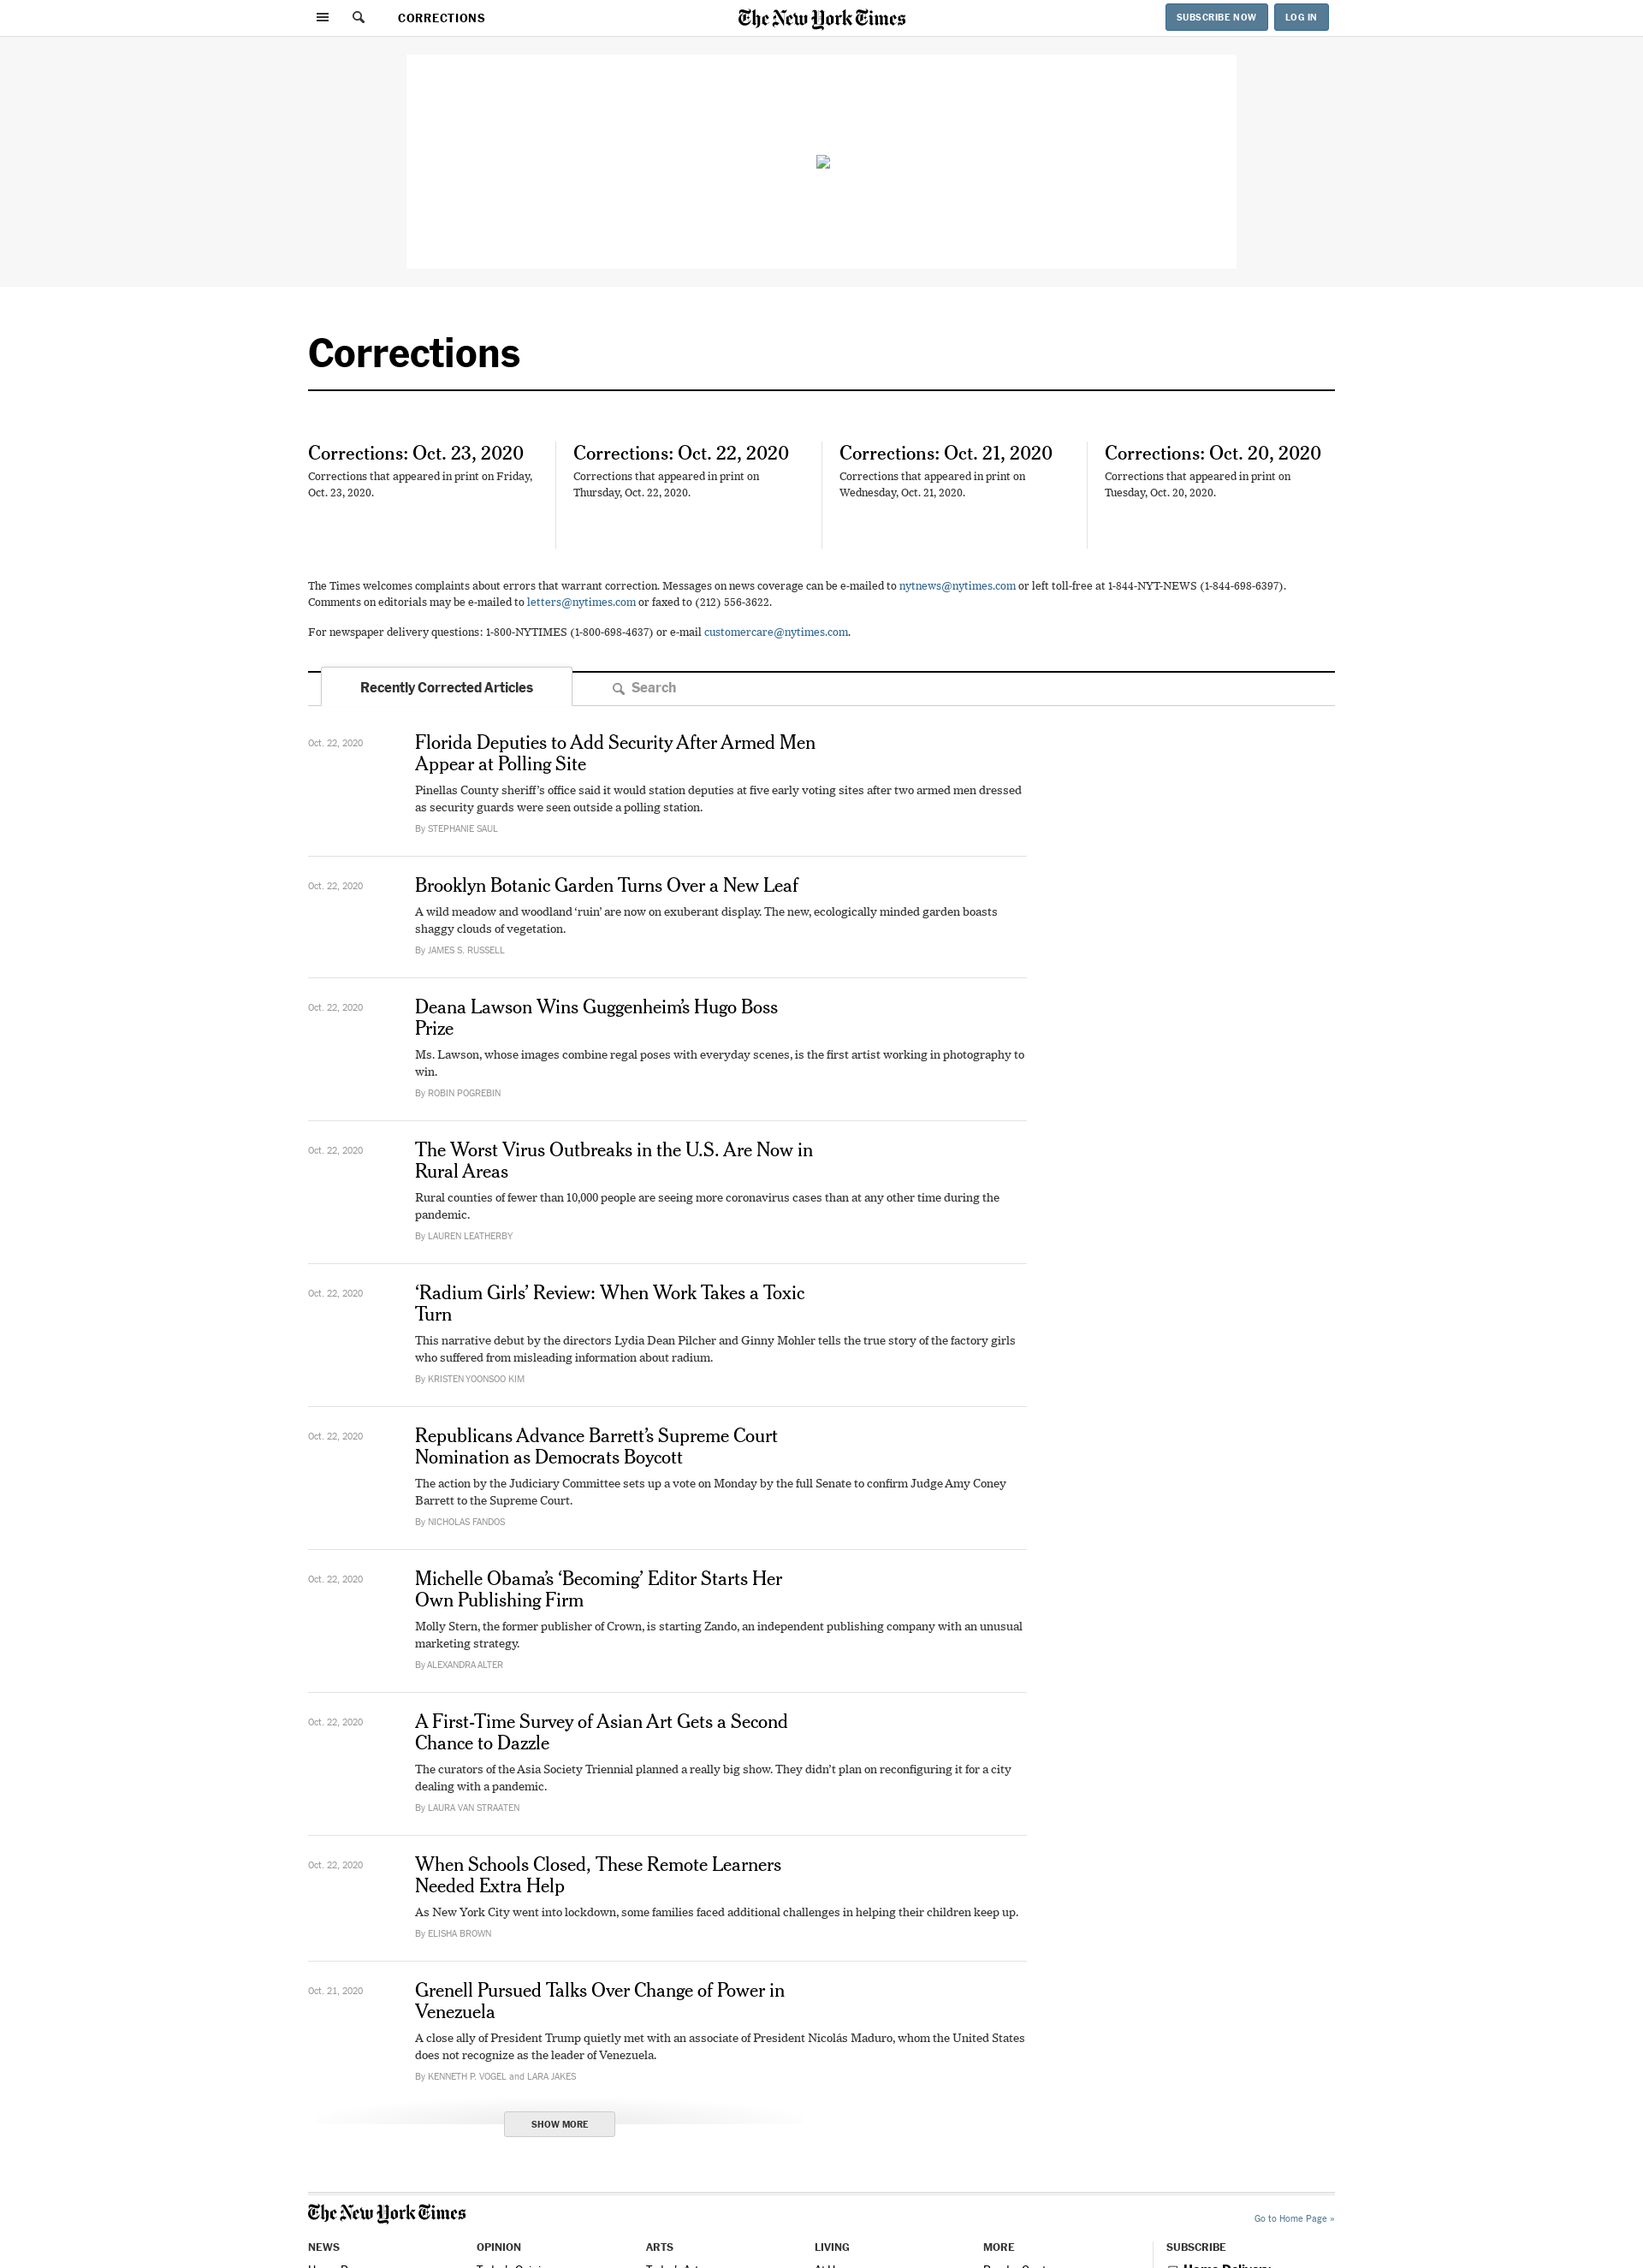 CORRECTIONS
The New York Times
SUBSCRIBE NOW
LOG IN
Corrections
Corrections: Oct. 23, 2020
Corrections that appeared in print on Friday,
Oct. 23, 2020.
Corrections: Oct. 22, 2020
Corrections that appeared in print on
Thursday, Oct. 22, 2020.
Corrections: Oct. 21, 2020
Corrections that appeared in print on
Wednesday, Oct. 21, 2020.
Corrections: Oct. 20, 2020
Corrections that appeared in print on
Tuesday, Oct. 20, 2020.
The Times welcomes complaints about errors that warrant correction. Messages on news coverage can be e-mailed to nytnews@nytimes.com or left toll-free at 1-844-NYT-NEWS (1-844-698-6397).
Comments on editorials may be e-mailed to letters@nytimes.com or faxed to (212) 556-3622.
For newspaper delivery questions: 1-800-NYTIMES (1-800-698-4637) or e-mail customercare@nytimes.com.
Recently Corrected Articles
Search
Oct. 22, 2020
Florida Deputies to Add Security After Armed Men
Appear at Polling Site
Pinellas County sheriff’s office said it would station deputies at five early voting sites after two armed men dressed
as security guards were seen outside a polling station.
By STEPHANIE SAUL
Oct. 22, 2020
Brooklyn Botanic Garden Turns Over a New Leaf
A wild meadow and woodland ‘ruin’ are now on exuberant display. The new, ecologically minded garden boasts
shaggy clouds of vegetation.
By JAMES S. RUSSELL
Oct. 22, 2020
Deana Lawson Wins Guggenheim’s Hugo Boss
Prize
Ms. Lawson, whose images combine regal poses with everyday scenes, is the first artist working in photography to
win.
By ROBIN POGREBIN
Oct. 22, 2020
The Worst Virus Outbreaks in the U.S. Are Now in
Rural Areas
Rural counties of fewer than 10,000 people are seeing more coronavirus cases than at any other time during the
pandemic.
By LAUREN LEATHERBY
Oct. 22, 2020
‘Radium Girls’ Review: When Work Takes a Toxic
Turn
This narrative debut by the directors Lydia Dean Pilcher and Ginny Mohler tells the true story of the factory girls
who suffered from misleading information about radium.
By KRISTEN YOONSOO KIM
Oct. 22, 2020
Republicans Advance Barrett’s Supreme Court
Nomination as Democrats Boycott
The action by the Judiciary Committee sets up a vote on Monday by the full Senate to confirm Judge Amy Coney
Barrett to the Supreme Court.
By NICHOLAS FANDOS
Oct. 22, 2020
Michelle Obama’s ‘Becoming’ Editor Starts Her
Own Publishing Firm
Molly Stern, the former publisher of Crown, is starting Zando, an independent publishing company with an unusual
marketing strategy.
By ALEXANDRA ALTER
Oct. 22, 2020
A First-Time Survey of Asian Art Gets a Second
Chance to Dazzle
The curators of the Asia Society Triennial planned a really big show. They didn’t plan on reconfiguring it for a city
dealing with a pandemic.
By LAURA VAN STRAATEN
Oct. 22, 2020
When Schools Closed, These Remote Learners
Needed Extra Help
As New York City went into lockdown, some families faced additional challenges in helping their children keep up.
By ELISHA BROWN
Oct. 21, 2020
Grenell Pursued Talks Over Change of Power in
Venezuela
A close ally of President Trump quietly met with an associate of President Nicolás Maduro, whom the United States
does not recognize as the leader of Venezuela.
By KENNETH P. VOGEL and LARA JAKES
SHOW MORE
The New York Times
Go to Home Page »
NEWS
OPINION
ARTS
LIVING
MORE
SUBSCRIBE